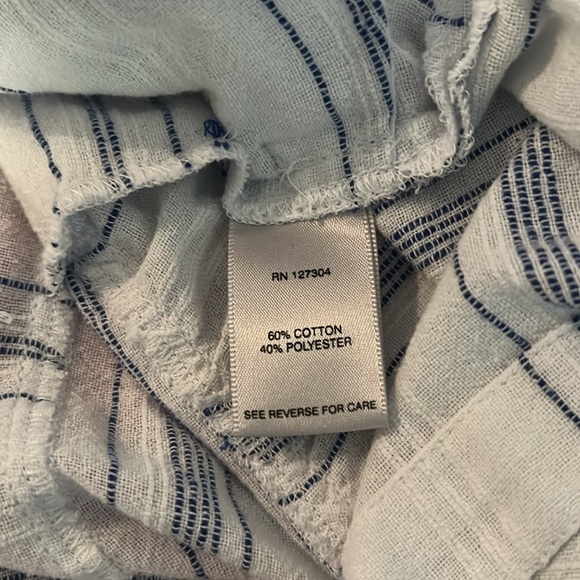 RN 127304
60% COTTON
40% POLYESTER
SEE REVERSE FOR CARE